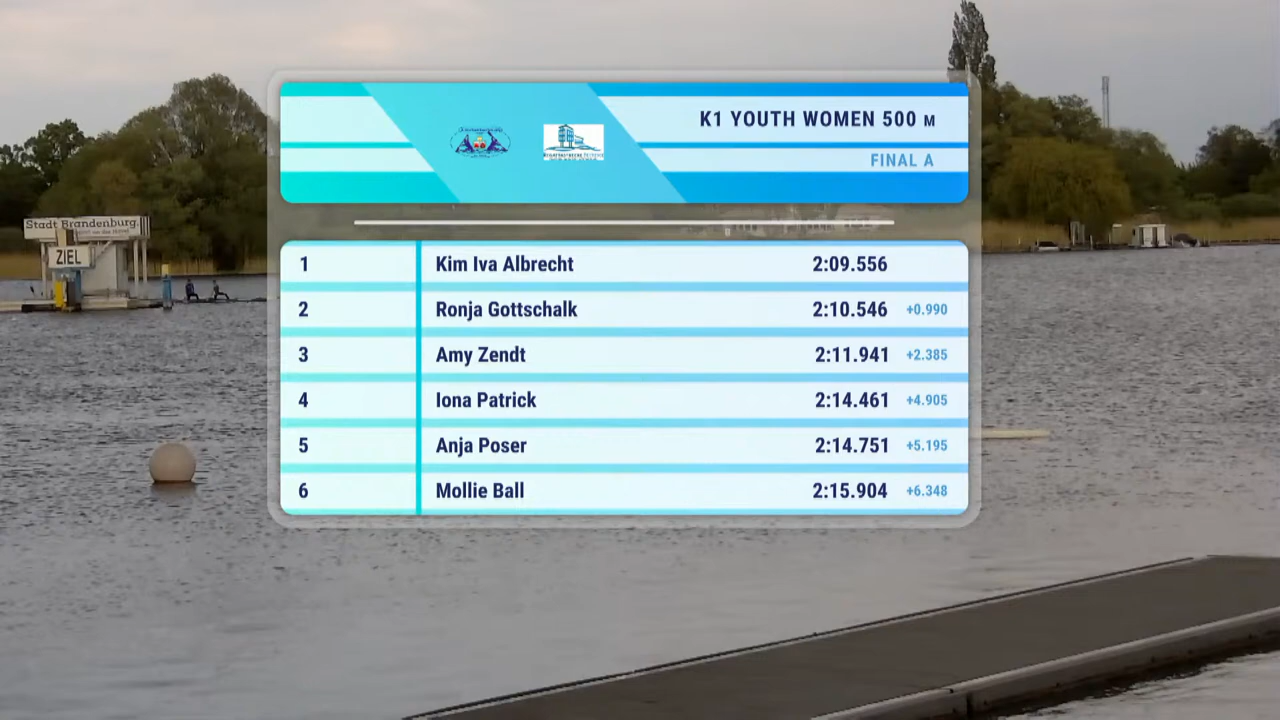 K1 YOUTH WOMEN 500 M
FINAL A
Stadt Brandenburg
ZIEL
1 Kim Iva Albrecht 2:09.556
2 Ronja Gottschalk 2:10.546 +0.990
3 Amy Zendt 2:11.941 +2.385
4 Iona Patrick 2:14.461 +4.905
5 Anja Poser 2:14.751 +5.195
6 Mollie Ball 2:15.904 +6.348